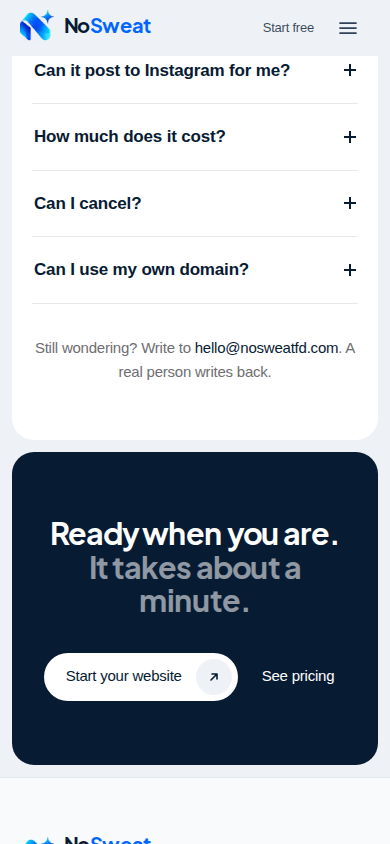 NoSweat
Start free
Can it post to Instagram for me?
How much does it cost?
Can I cancel?
Can I use my own domain?
Still wondering? Write to hello@nosweatfd.com. A
real person writes back.
Ready when you are.
It takes about a
minute.
Start your website
See pricing
NoSweat